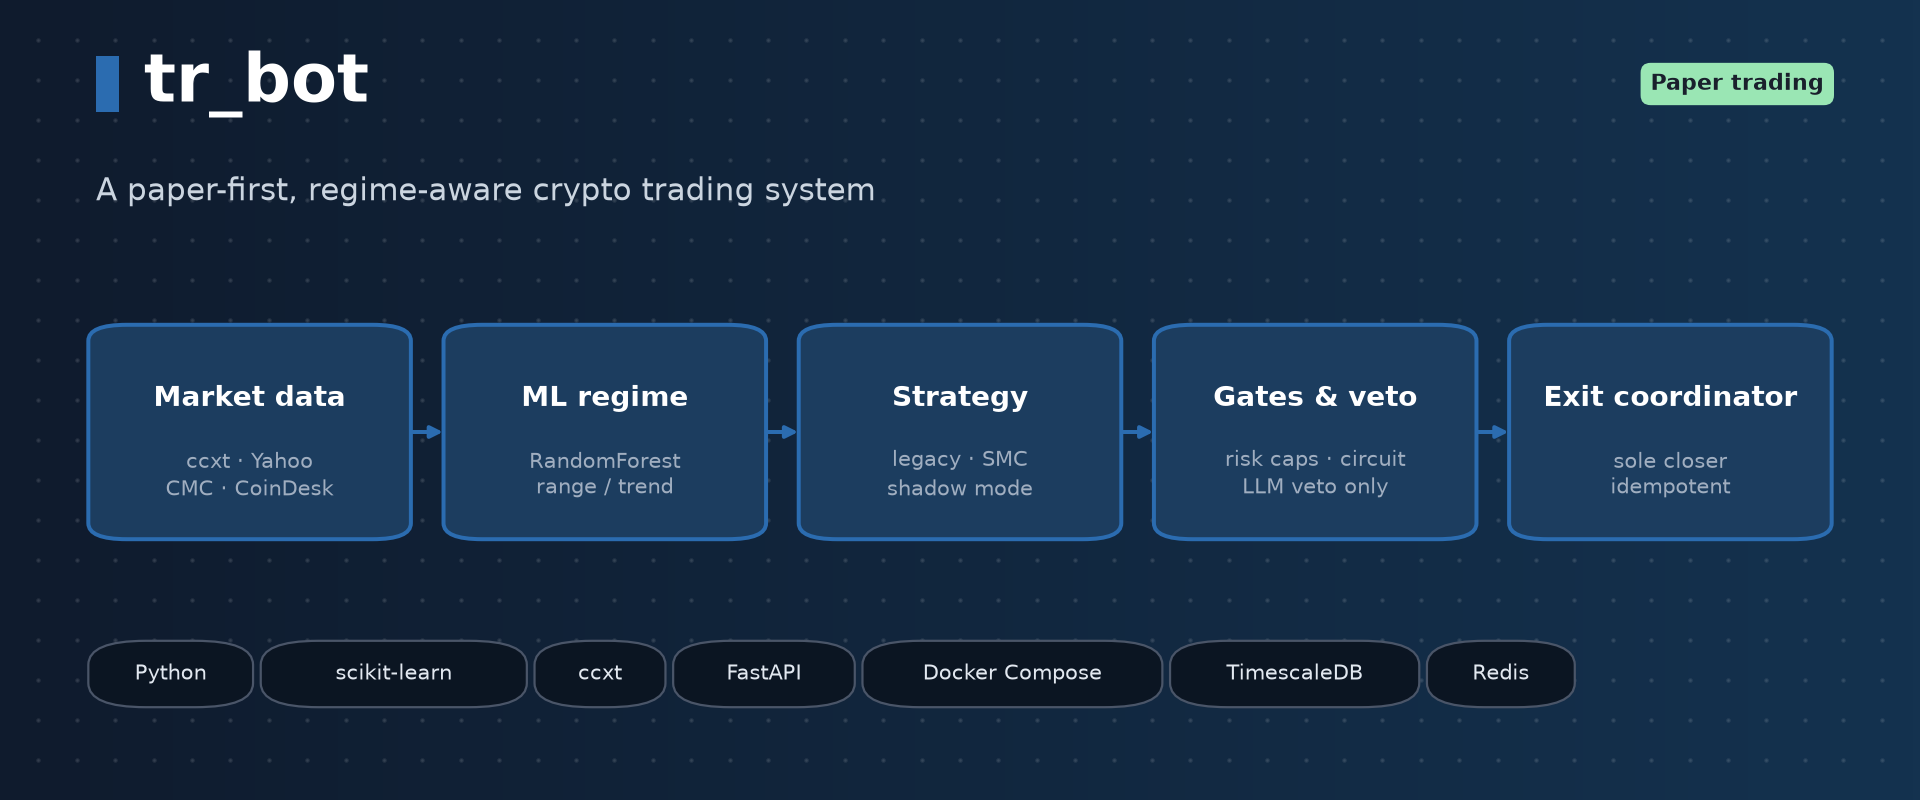 tr_bot
Paper trading
A paper-first, regime-aware crypto trading system
Market data
ccxt · Yahoo
CMC · CoinDesk
ML regime
RandomForest
range / trend
Strategy
legacy · SMC
shadow mode
Gates & veto
risk caps · circuit
LLM veto only
Exit coordinator
sole closer
idempotent
Python
scikit-learn
ccxt
FastAPI
Docker Compose
TimescaleDB
Redis